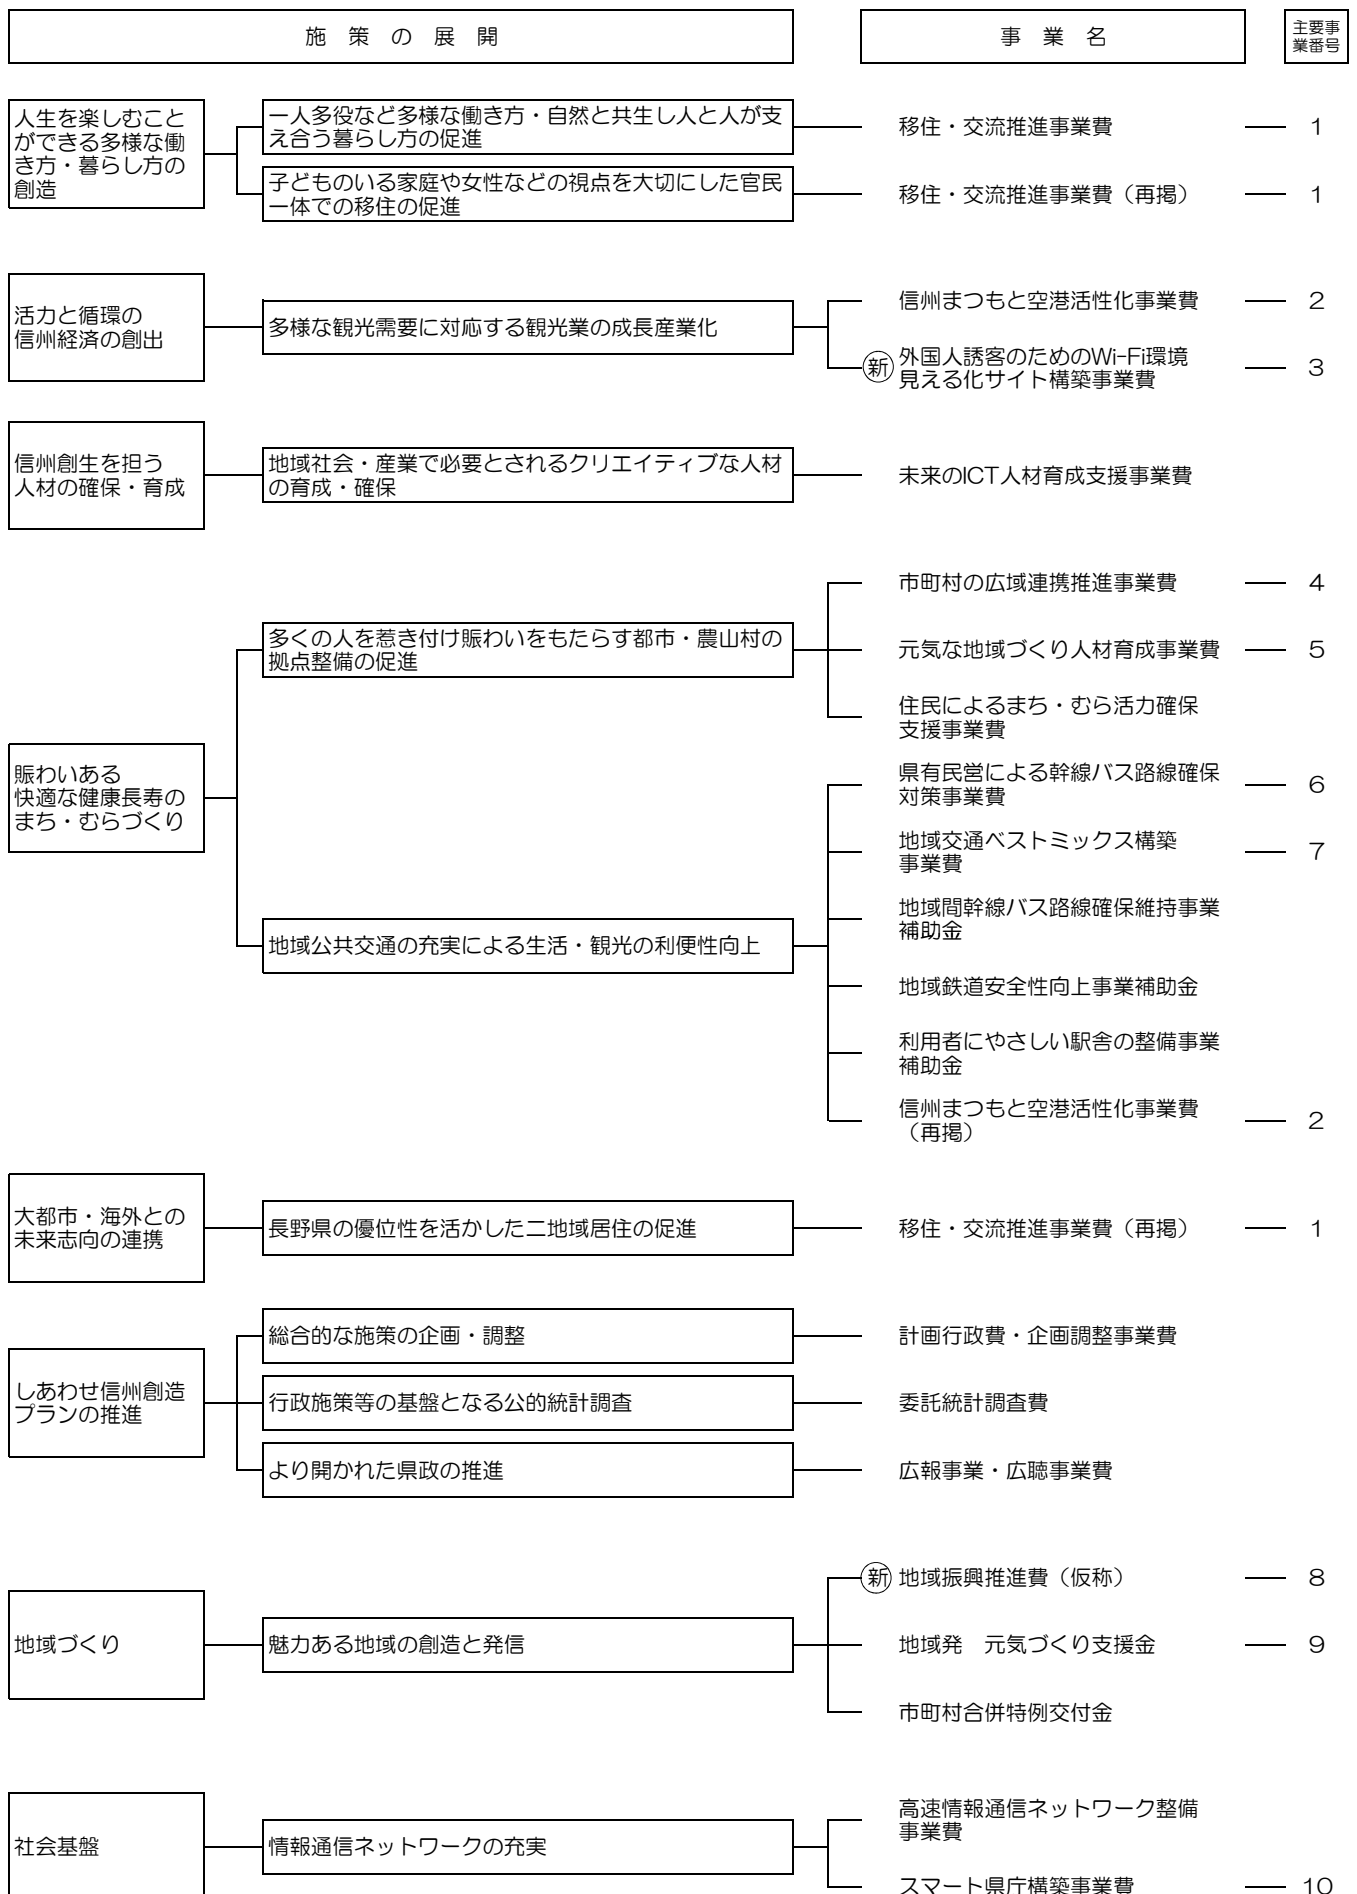 施　策　の　展　開
事　業　名
主要事
業番号
人生を楽しむこと
ができる多様な働
き方・暮らし方の
創造
一人多役など多様な働き方・自然と共生し人と人が支
え合う暮らし方の促進
移住・交流推進事業費
1
子どものいる家庭や女性などの視点を大切にした官民
一体での移住の促進
移住・交流推進事業費（再掲）
1
活力と循環の
信州経済の創出
多様な観光需要に対応する観光業の成長産業化
信州まつもと空港活性化事業費
2
新
外国人誘客のためのWi-Fi環境
見える化サイト構築事業費
3
信州創生を担う
人材の確保・育成
地域社会・産業で必要とされるクリエイティブな人材
の育成・確保
未来のICT人材育成支援事業費
賑わいある
快適な健康長寿の
まち・むらづくり
多くの人を惹き付け賑わいをもたらす都市・農山村の
拠点整備の促進
市町村の広域連携推進事業費
4
元気な地域づくり人材育成事業費
5
住民によるまち・むら活力確保
支援事業費
地域公共交通の充実による生活・観光の利便性向上
県有民営による幹線バス路線確保
対策事業費
6
地域交通ベストミックス構築
事業費
7
地域間幹線バス路線確保維持事業
補助金
地域鉄道安全性向上事業補助金
利用者にやさしい駅舎の整備事業
補助金
信州まつもと空港活性化事業費
（再掲）
2
大都市・海外との
未来志向の連携
長野県の優位性を活かした二地域居住の促進
移住・交流推進事業費（再掲）
1
しあわせ信州創造
プランの推進
総合的な施策の企画・調整
計画行政費・企画調整事業費
行政施策等の基盤となる公的統計調査
委託統計調査費
より開かれた県政の推進
広報事業・広聴事業費
地域づくり
魅力ある地域の創造と発信
新
地域振興推進費（仮称）
8
地域発　元気づくり支援金
9
市町村合併特例交付金
社会基盤
情報通信ネットワークの充実
高速情報通信ネットワーク整備
事業費
スマート県庁構築事業費
10